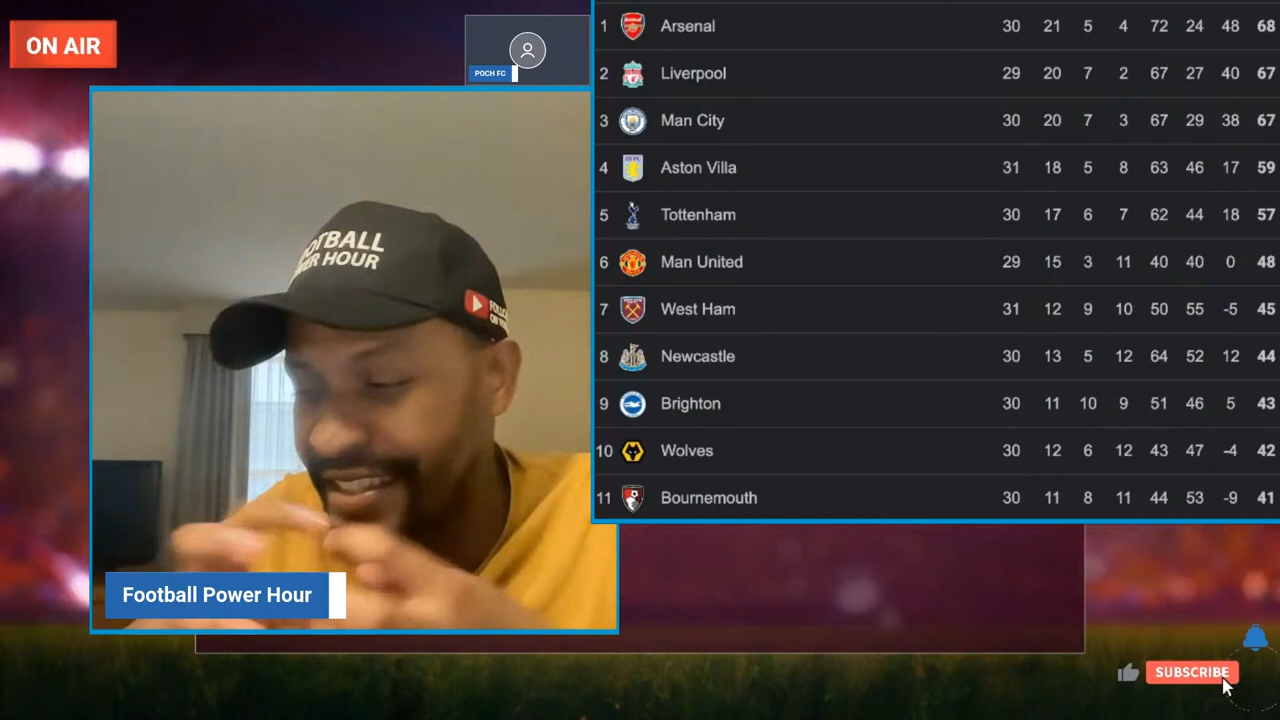 ON AIR
POCH FC
1 Arsenal 30 21 5 4 72 24 48 68
2 Liverpool 29 20 7 2 67 27 40 67
3 Man City 30 20 7 3 67 29 38 67
4 Aston Villa 31 18 5 8 63 46 17 59
5 Tottenham 30 17 6 7 62 44 18 57
6 Man United 29 15 3 11 40 40 0 48
7 West Ham 31 12 9 10 50 55 -5 45
8 Newcastle 30 13 5 12 64 52 12 44
9 Brighton 30 11 10 9 51 46 5 43
10 Wolves 30 12 6 12 43 47 -4 42
11 Bournemouth 30 11 8 11 44 53 -9 41
HOUR
Football Power Hour
SUBSCRIBE